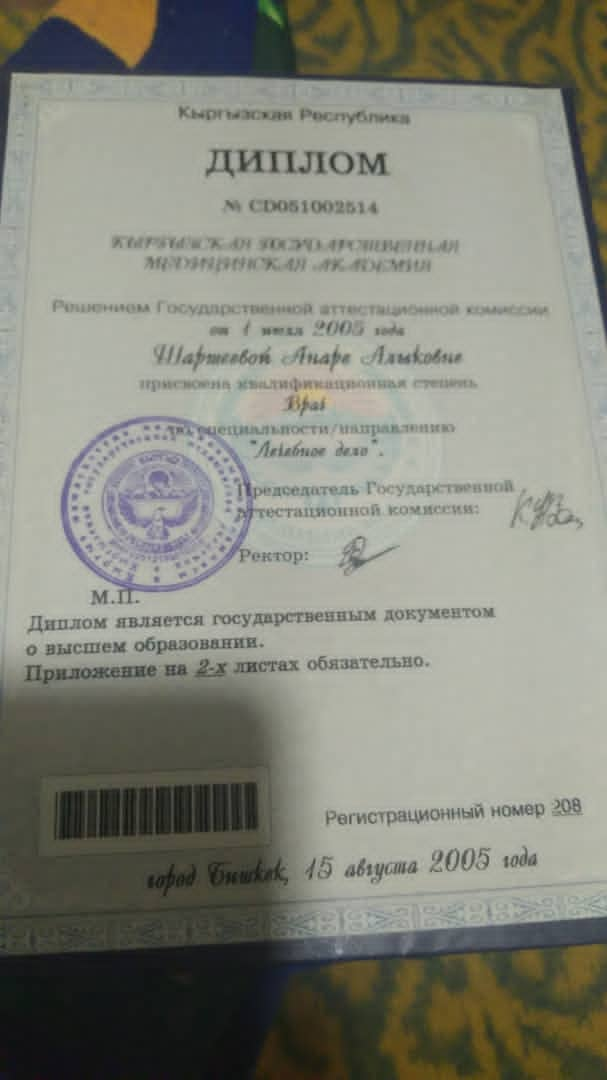 Кыргызская Республика
ДИПЛОМ
№ CD051002514
КЫРГЫЗСКАЯ ГОСУДАРСТВЕННАЯ
МЕДИЦИНСКАЯ АКАДЕМИЯ
Решением Государственной аттестационной комиссии
от 1 июля 2005 года
Шаршеевой Анаре Алыковне
присвоена квалификационная степень
Врач
по специальности/направлению
"Лечебное дело".
Председатель Государственной
аттестационной комиссии:
Ректор:
М.П.
Диплом является государственным документом
о высшем образовании.
Приложение на 2-х листах обязательно.
Регистрационный номер 208
город Бишкек, 15 августа 2005 года